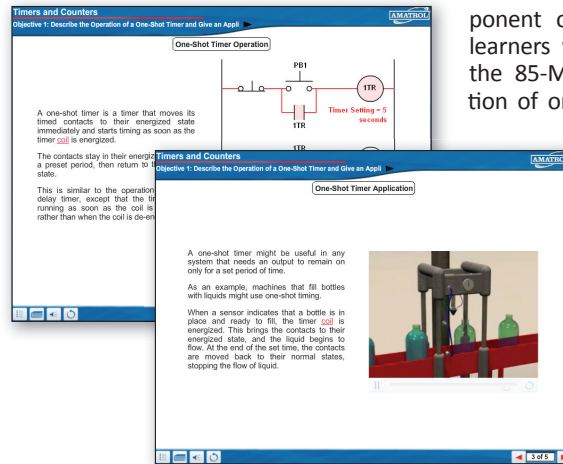 Timers and Counters
AMATROL
Objective 1: Describe the Operation of a One-Shot Timer and Give an Appli
One-Shot Timer Operation
PB1
1TR
1TR
Timer Setting = 5
seconds
1TR
A one-shot timer is a timer that moves its
timed contacts to their energized state
immediately and starts timing as soon as the
timer coil is energized.
The contacts stay in their
a preset period, then return to
state.
This is similar to the operation
delay timer, except that the
running as soon as the coil is
rather than when the coil is
ponent
learners
the
tion of
Timers and Counters
Objective 1: Describe the Operation of a One-Shot Timer and Give an Appli
One-Shot Timer Application
A one-shot timer might be useful in any
system that needs an output to remain on
only for a set period of time.
As an example, machines that fill bottles
with liquids might use one-shot timing.
When a sensor indicates that a bottle is in
place and ready to fill, the timer coil is
energized. This brings the contacts to their
energized state, and the liquid begins to
flow. At the end of the set time, the contacts
are moved back to their normal states,
stopping the flow of liquid.
3 of 5